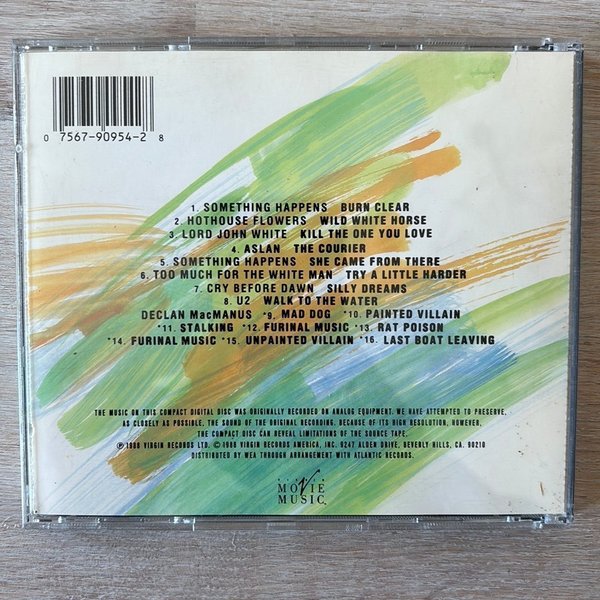 0 7567-90954-2 8
1. SOMETHING HAPPENS BURN CLEAR
2. HOTHOUSE FLOWERS WILD WHITE HORSE
3. LORD JOHN WHITE KILL THE ONE YOU LOVE
4. ASLAN THE COURIER
5. SOMETHING HAPPENS SHE CAME FROM THERE
6. TOO MUCH FOR THE WHITE MAN TRY A LITTLE HARDER
7. CRY BEFORE DAWN SILLY DREAMS
8. U2 WALK TO THE WATER
DECLAN MacMANUS *9. MAD DOG *10. PAINTED VILLAIN
*11. STALKING *12. FURINAL MUSIC *13. RAT POISON
*14. FURINAL MUSIC *15. UNPAINTED VILLAIN *16. LAST BOAT LEAVING
THE MUSIC ON THIS COMPACT DIGITAL DISC WAS ORIGINALLY RECORDED ON ANALOG EQUIPMENT. WE HAVE ATTEMPTED TO PRESERVE.
AS CLOSELY AS POSSIBLE, THE SOUND OF THE ORIGINAL RECORDING. BECAUSE OF ITS HIGH RESOLUTION, HOWEVER,
THE COMPACT DISC CAN REVEAL LIMITATIONS OF THE SOURCE TAPE.
℗ 1988 VIRGIN RECORDS LTD. © 1988 VIRGIN RECORDS AMERICA, INC. 9247 ALDEN DRIVE, BEVERLY HILLS, CA. 90210
DISTRIBUTED BY WEA THROUGH ARRANGEMENT WITH ATLANTIC RECORDS.
MOVIE
MUSIC